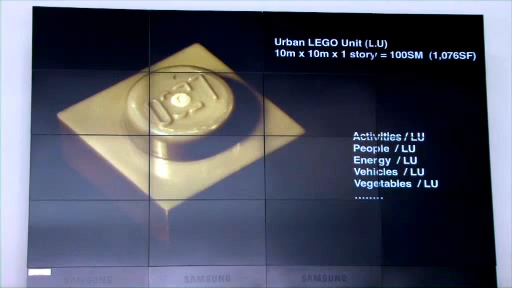 Urban LEGO Unit (L.U)
10m x 10m x 1 story = 100SM (1,076SF)
Activities / LU
People / LU
Energy / LU
Vehicles / LU
Vegetables / LU
........
SAMSUNG SAMSUNG SAMSUNG